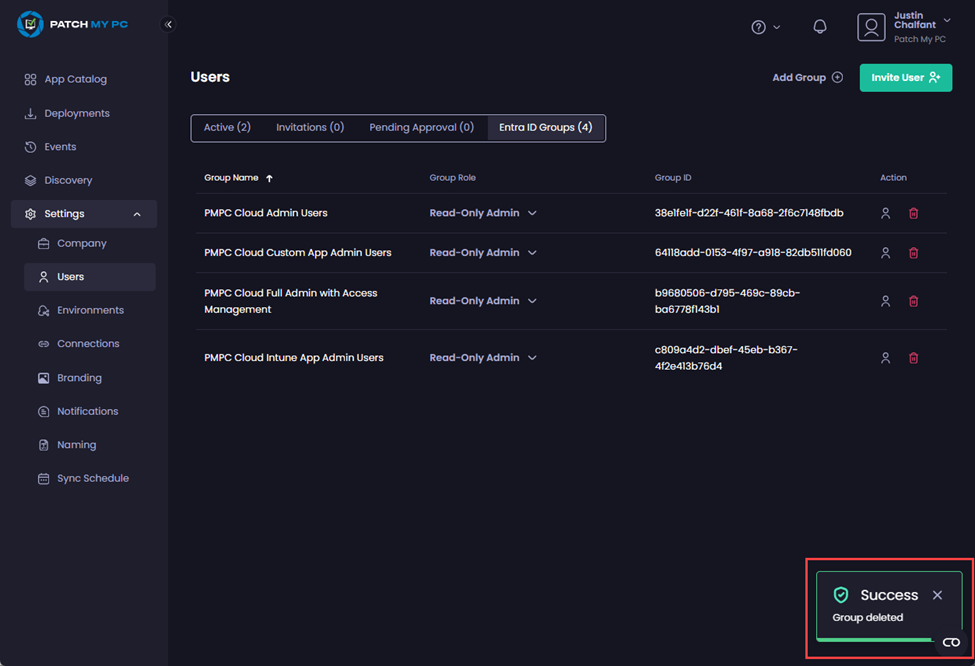 PATCH MY PC
Justin
Chalfant
Patch My PC
App Catalog
Deployments
Events
Discovery
Settings
Company
Users
Environments
Connections
Branding
Notifications
Naming
Sync Schedule
Users
Add Group
Invite User
Active (2) Invitations (0) Pending Approval (0) Entra ID Groups (4)
Group Name Group Role Group ID Action
PMPC Cloud Admin Users Read-Only Admin 38e1fe1f-d22f-461f-8a68-2f6c7148fbdb
PMPC Cloud Custom App Admin Users Read-Only Admin 64118add-0153-4f97-a918-82db511fd060
PMPC Cloud Full Admin with Access
Management Read-Only Admin b9680506-d795-469c-89cb-
ba6778f143b1
PMPC Cloud Intune App Admin Users Read-Only Admin c809a4d2-dbef-45eb-b367-
4f2e413b76d4
Success
Group deleted